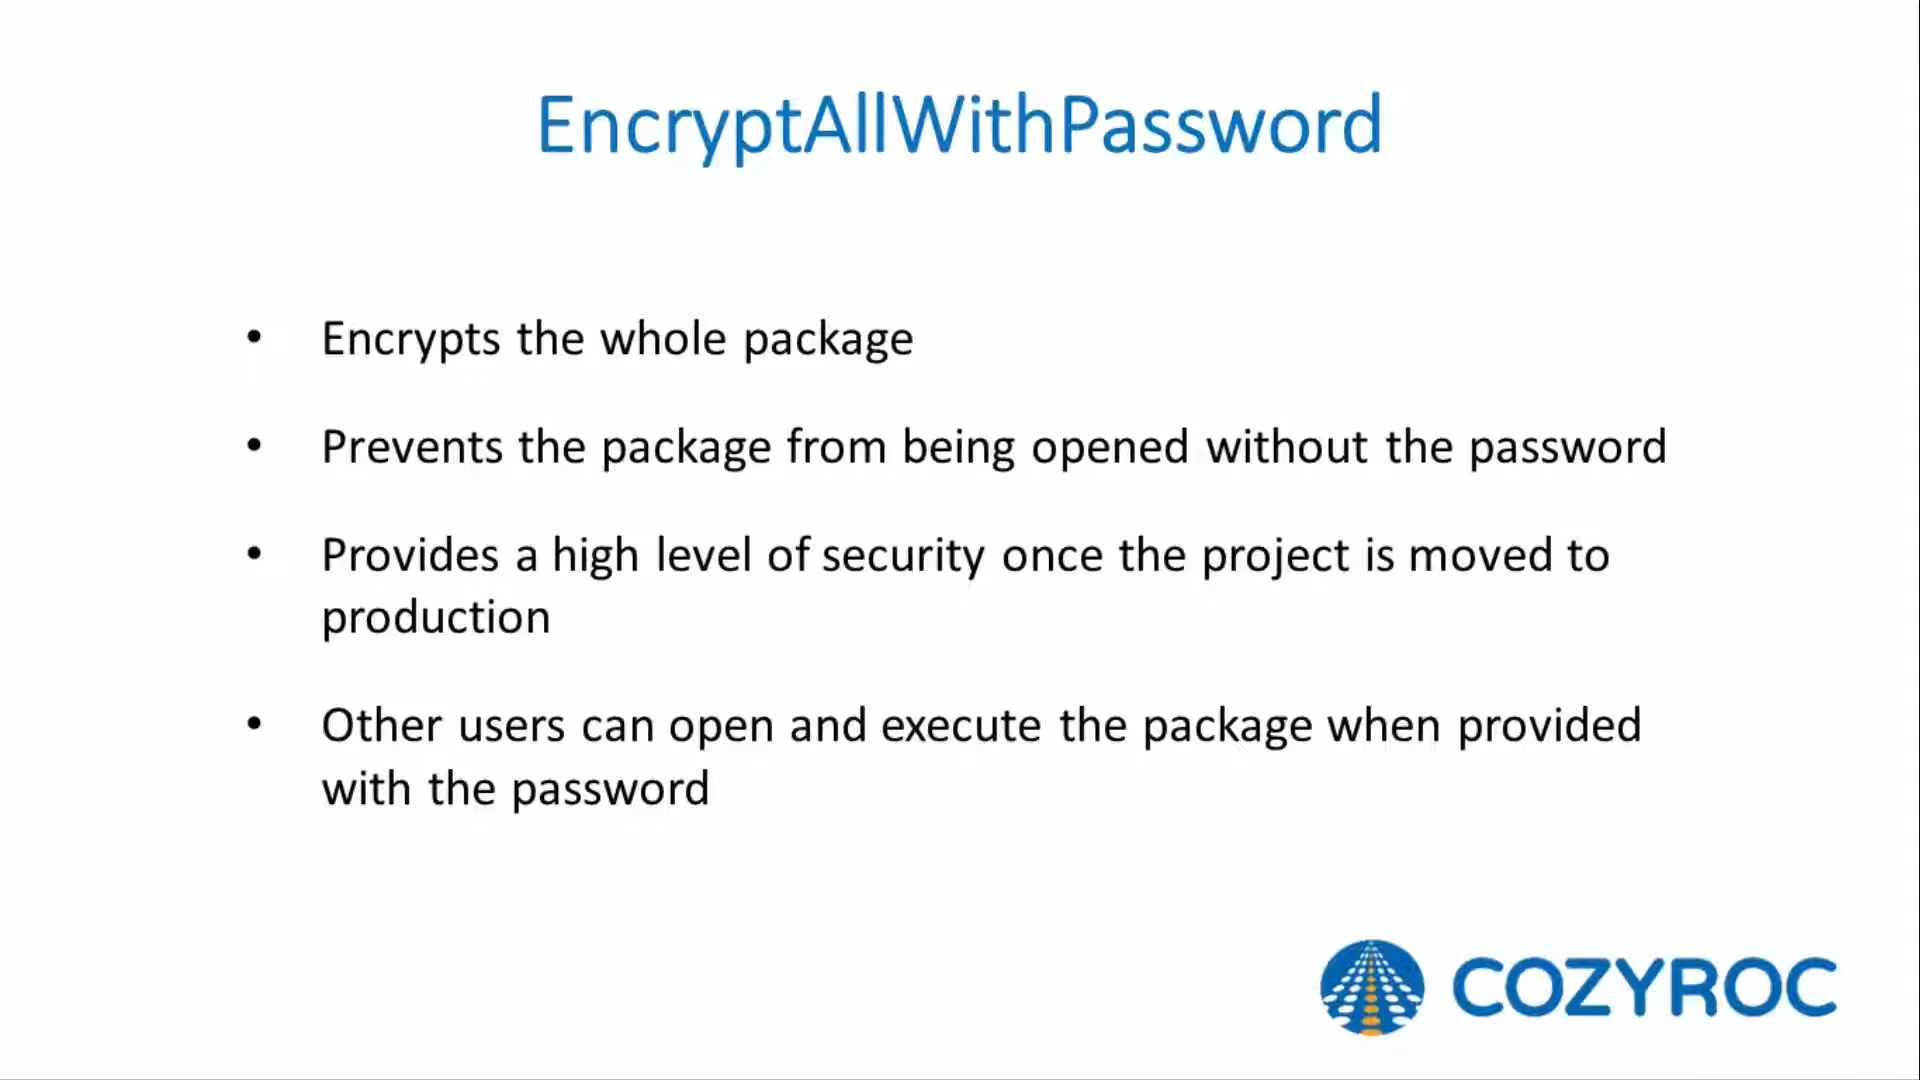 EncryptAllWithPassword
• Encrypts the whole package
• Prevents the package from being opened without the password
• Provides a high level of security once the project is moved to
production
• Other users can open and execute the package when provided
with the password
COZYROC